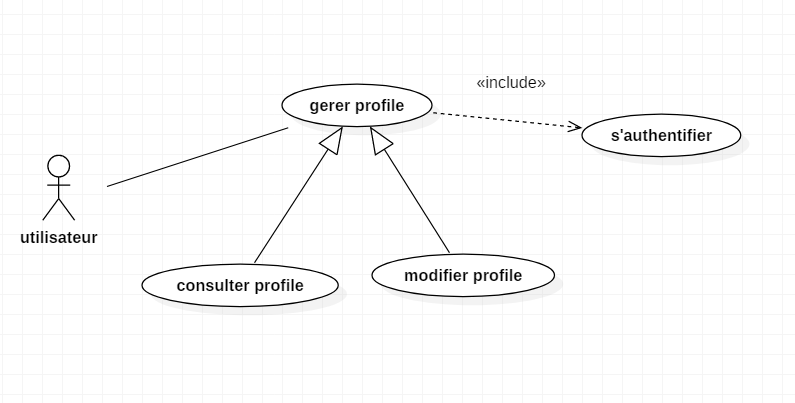 «include»
gerer profile
s'authentifier
utilisateur
consulter profile
modifier profile